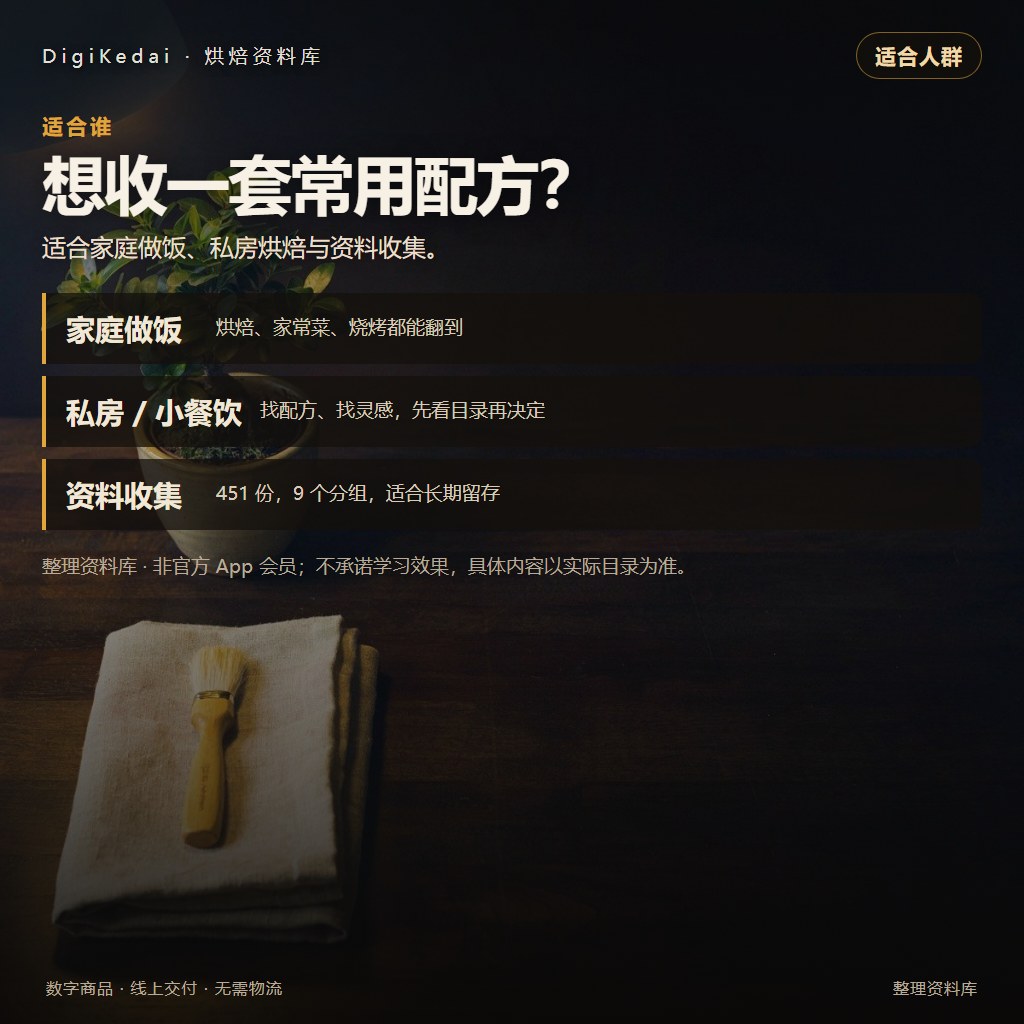 DigiKedai · 烘焙资料库
适合人群
适合谁
想收一套常用配方？
适合家庭做饭、私房烘焙与资料收集。
家庭做饭 烘焙、家常菜、烧烤都能翻到
私房 / 小餐饮 找配方、找灵感，先看目录再决定
资料收集 451 份，9 个分组，适合长期留存
整理资料库 · 非官方 App 会员；不承诺学习效果，具体内容以实际目录为准。
数字商品 · 线上交付 · 无需物流
整理资料库